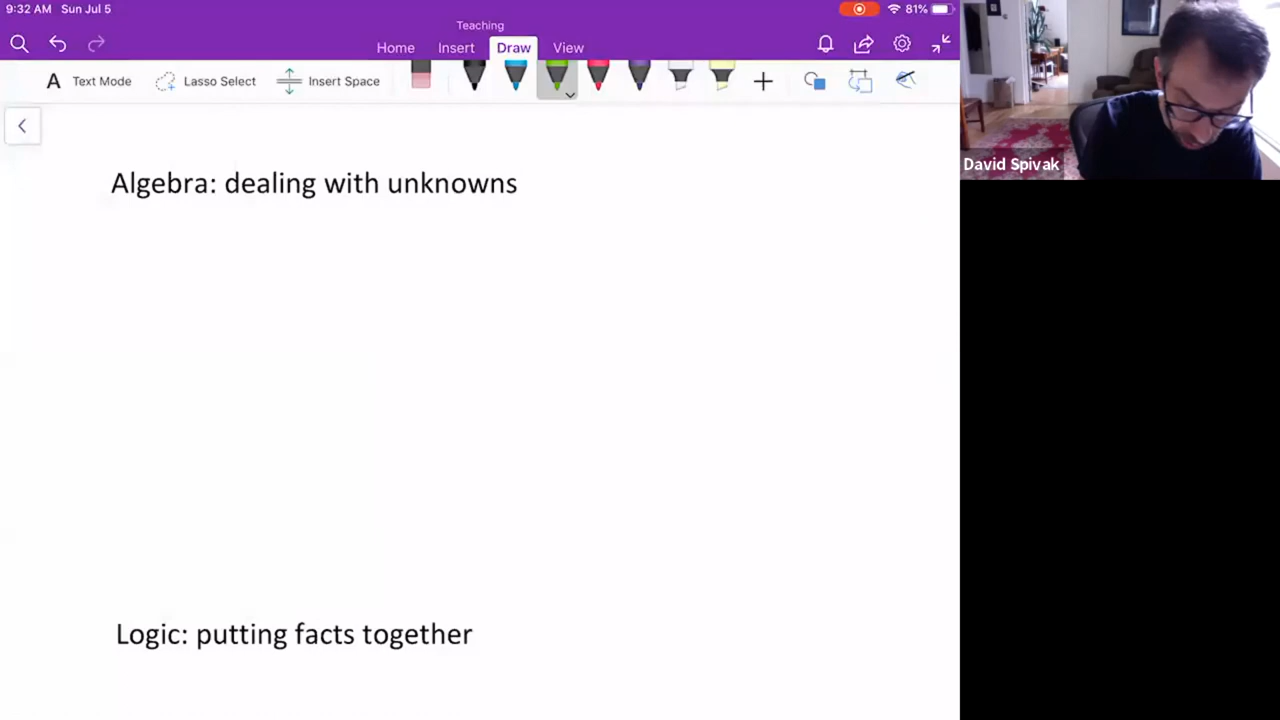 9:32 AM Sun Jul 5
81%
Teaching
Home Insert Draw View
A Text Mode Lasso Select Insert Space
David Spivak
Algebra: dealing with unknowns
Logic: putting facts together